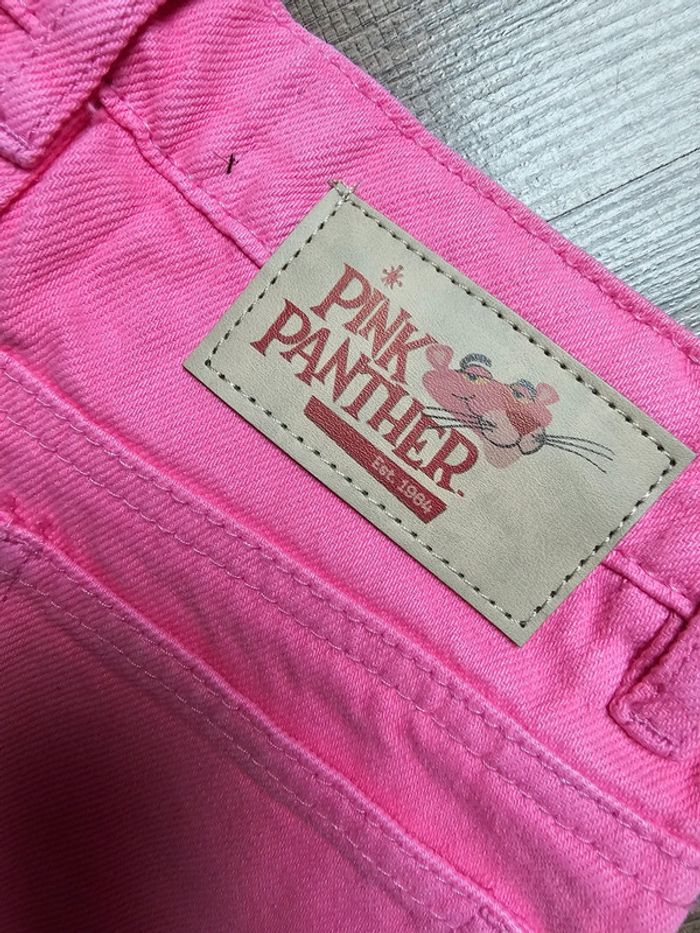 PINK
PANTHER
Est. 1964